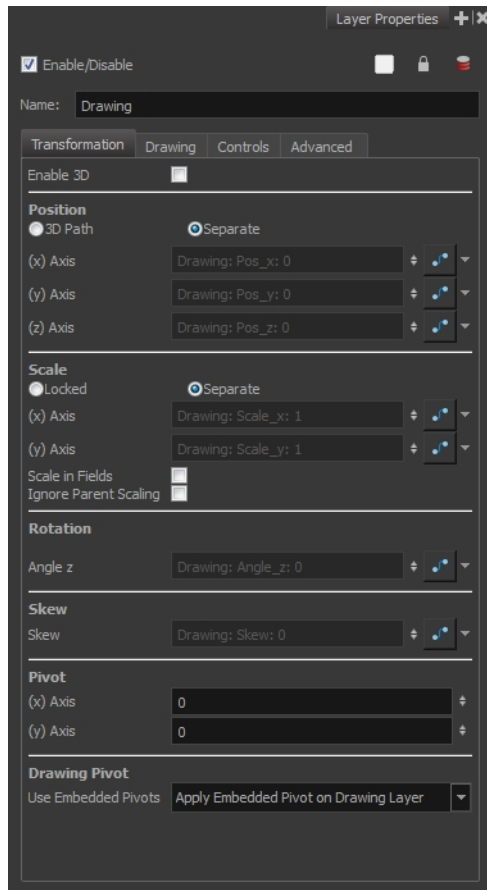 Layer Properties
Enable/Disable
Name: Drawing
Transformation Drawing Controls Advanced
Enable 3D
Position
3D Path Separate
(x) Axis Drawing: Pos_x: 0
(y) Axis Drawing: Pos_y: 0
(z) Axis Drawing: Pos_z: 0
Scale
Locked Separate
(x) Axis Drawing: Scale_x: 1
(y) Axis Drawing: Scale_y: 1
Scale in Fields
Ignore Parent Scaling
Rotation
Angle z Drawing: Angle_z: 0
Skew
Skew Drawing: Skew: 0
Pivot
(x) Axis 0
(y) Axis 0
Drawing Pivot
Use Embedded Pivots Apply Embedded Pivot on Drawing Layer